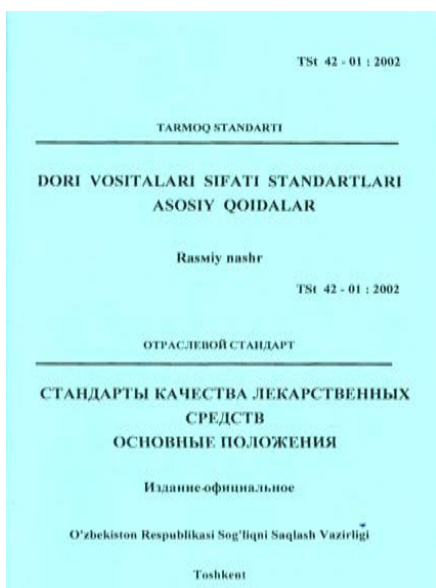 TSt 42 - 01 : 2002
TARMOQ STANDARTI
DORI VOSITALARI SIFATI STANDARTLARI
ASOSIY QOIDALAR
Rasmiy nashr
TSt 42 - 01 : 2002
ОТРАСЛЕВОЙ СТАНДАРТ
СТАНДАРТЫ КАЧЕСТВА ЛЕКАРСТВЕННЫХ
СРЕДСТВ
ОСНОВНЫЕ ПОЛОЖЕНИЯ
Издание официальное
O'zbekiston Respublikasi Sog'liqni Saqlash Vazirligi
Toshkent